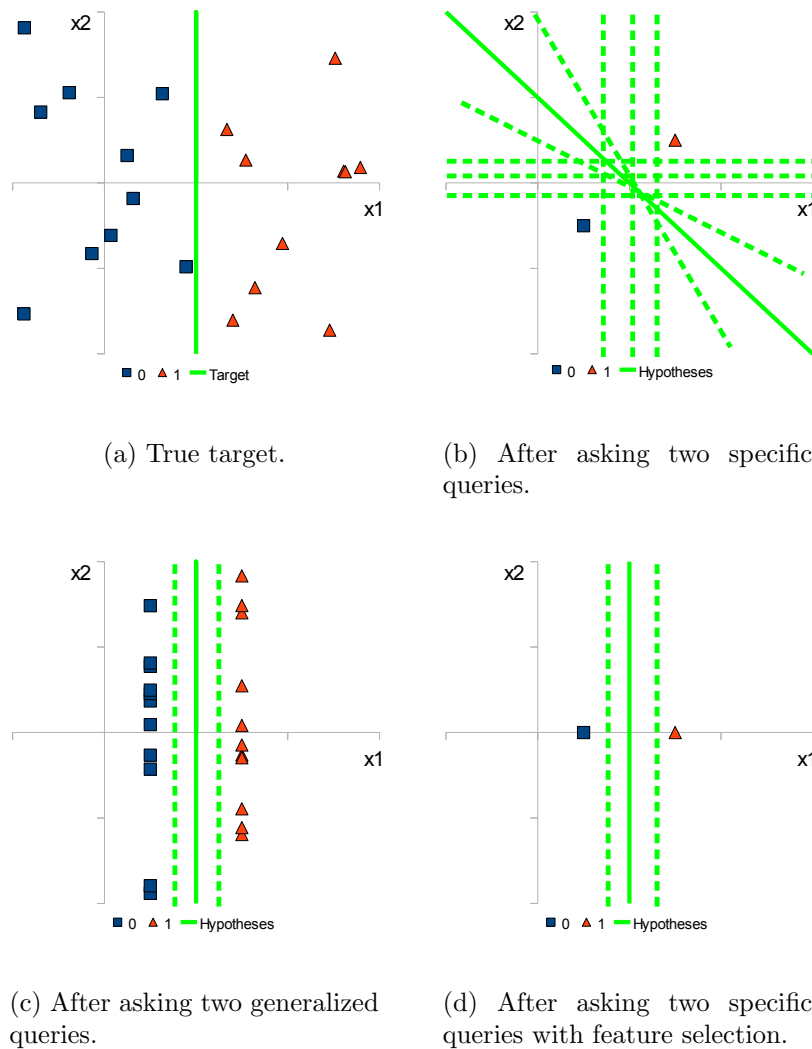 x2
x1
0 1 Target
(a) True target.
x2
x1
0 1 Hypotheses
(b) After asking two specific
queries.
x2
x1
0 1 Hypotheses
(c) After asking two generalized
queries.
x2
x1
0 1 Hypotheses
(d) After asking two specific
queries with feature selection.